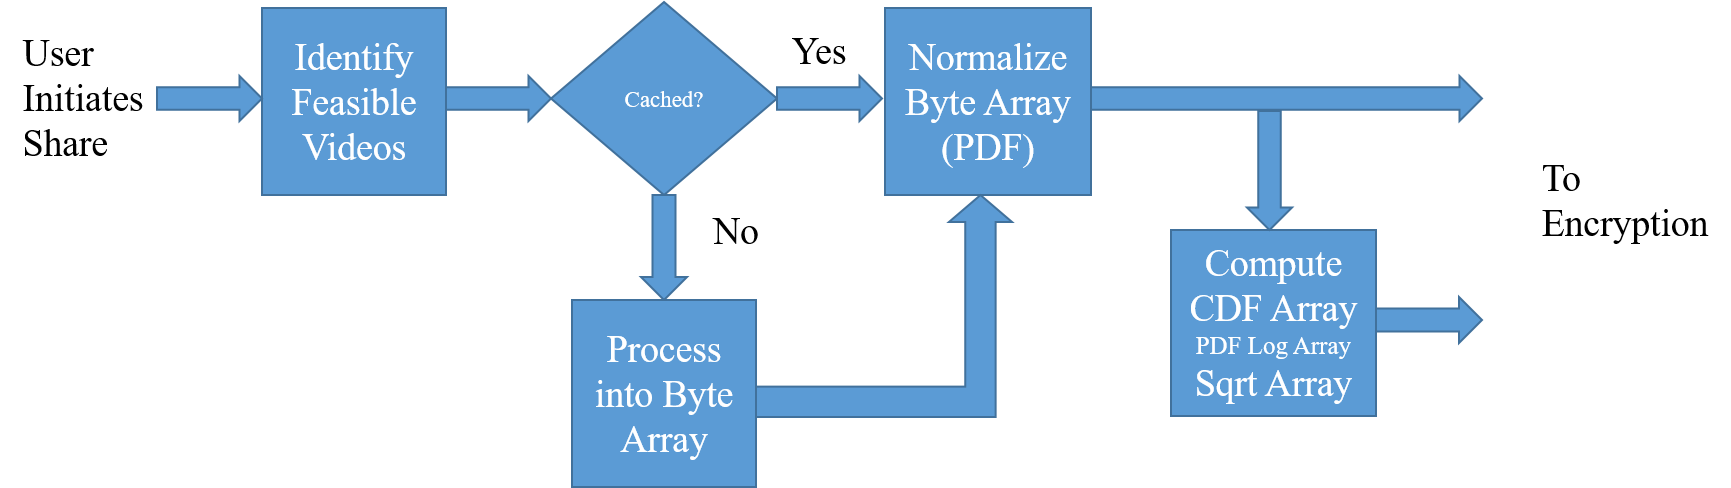 User
Initiates
Share
Identify
Feasible
Videos
Cached?
Yes
No
Process
into Byte
Array
Normalize
Byte Array
(PDF)
Compute
CDF Array
PDF Log Array
Sqrt Array
To
Encryption